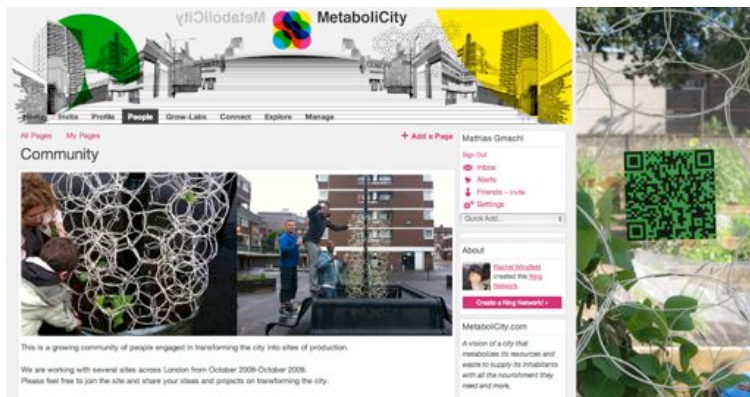 MetaboliCity
MetaboliCity
Home Invite Profile People Grow-Labs Connect Explore Manage
All Pages My Pages
+ Add a Page
Community
This is a growing community of people engaged in transforming the city into sites of production.
We are working with several sites across London from October 2008-October 2009.
Please feel free to join the site and share your ideas and projects on transforming the city.
Mathias Gmachl
Sign Out
Inbox
Alerts
Friends – Invite
Settings
Quick Add...
About
Rachel Wingfield
created this Ning
Network.
Create a Ning Network! »
MetaboliCity.com
A vision of a city that
metabolizes its resources and
waste to supply its inhabitants
with all the nourishment they
need and more.